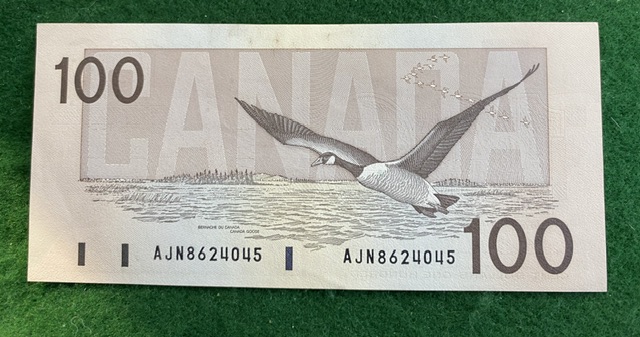 CANADA
100
BERNACHE DU CANADA
CANADA GOOSE
AJN8624045
AJN8624045
100